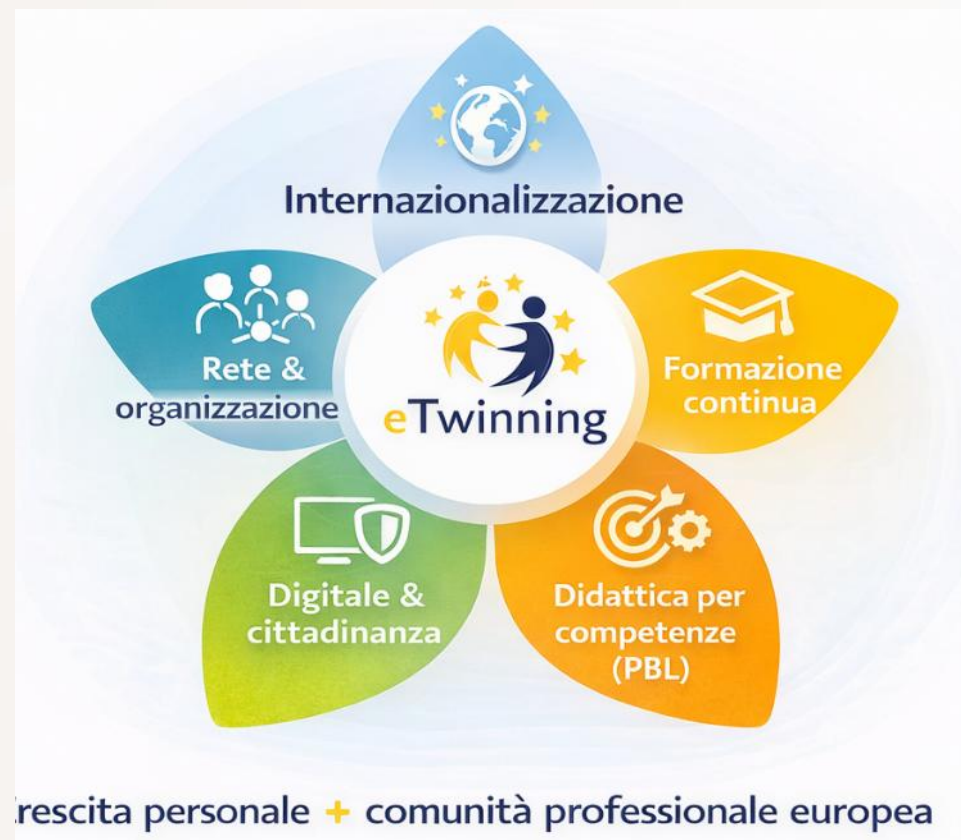 Internazionalizzazione
Rete &
organizzazione
eTwinning
Formazione
continua
Digitale &
cittadinanza
Didattica per
competenze
(PBL)
rescita personale + comunità professionale europea